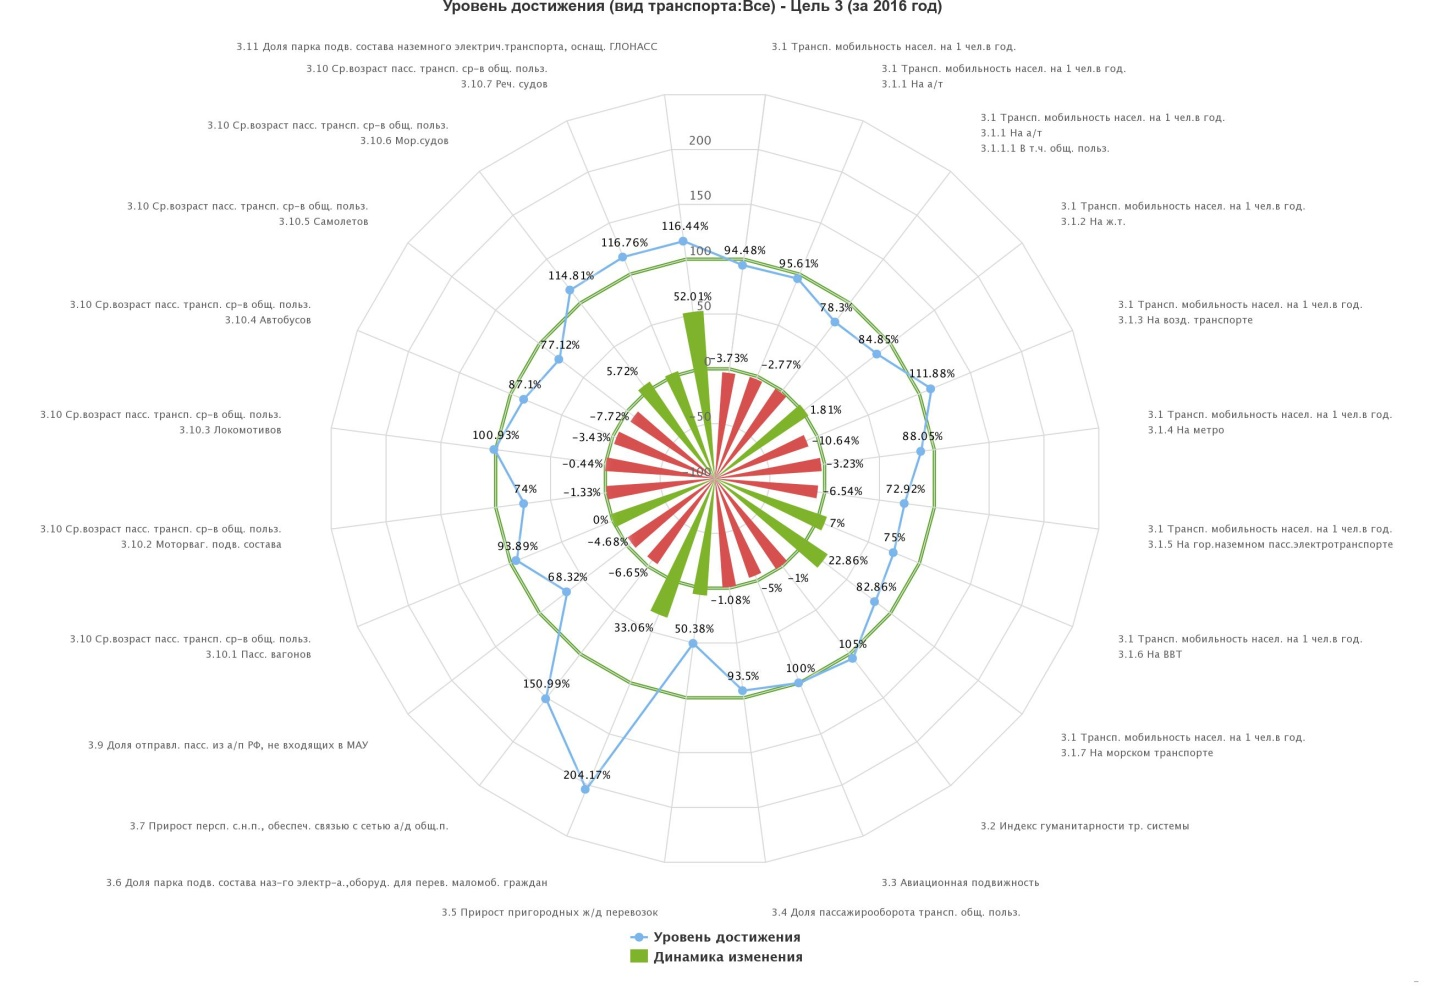 Уровень достижения (вид транспорта:Все) - Цель 3 (за 2016 год)
3.11 Доля парка подв. состава наземного электрич.транспорта, оснащ. ГЛОНАСС
3.1 Трансп. мобильность насел. на 1 чел.в год.
3.10 Ср.возраст пасс. трансп. ср-в общ. польз.
3.10.7 Реч. судов
3.1 Трансп. мобильность насел. на 1 чел.в год.
3.1.1 На а/т
3.10 Ср.возраст пасс. трансп. ср-в общ. польз.
3.10.6 Мор.судов
3.1 Трансп. мобильность насел. на 1 чел.в год.
3.1.1 На а/т
3.1.1.1 В т.ч. общ. польз.
3.10 Ср.возраст пасс. трансп. ср-в общ. польз.
3.10.5 Самолетов
3.1 Трансп. мобильность насел. на 1 чел.в год.
3.1.2 На ж.т.
3.10 Ср.возраст пасс. трансп. ср-в общ. польз.
3.10.4 Автобусов
3.1 Трансп. мобильность насел. на 1 чел.в год.
3.1.3 На возд. транспорте
3.10 Ср.возраст пасс. трансп. ср-в общ. польз.
3.10.3 Локомотивов
3.1 Трансп. мобильность насел. на 1 чел.в год.
3.1.4 На метро
3.10 Ср.возраст пасс. трансп. ср-в общ. польз.
3.10.2 Моторваг. подв. состава
3.1 Трансп. мобильность насел. на 1 чел.в год.
3.1.5 На гор.наземном пасс.электротранспорте
3.10 Ср.возраст пасс. трансп. ср-в общ. польз.
3.10.1 Пасс. вагонов
3.1 Трансп. мобильность насел. на 1 чел.в год.
3.1.6 На ВВТ
3.9 Доля отправл. пасс. из а/п РФ, не входящих в МАУ
3.1 Трансп. мобильность насел. на 1 чел.в год.
3.1.7 На морском транспорте
3.7 Прирост персп. с.н.п., обеспеч. связью с сетью а/д общ.п.
3.2 Индекс гуманитарности тр. системы
3.6 Доля парка подв. состава наз-го электр-а.,оборуд. для перев. маломоб. граждан
3.3 Авиационная подвижность
3.5 Прирост пригородных ж/д перевозок
3.4 Доля пассажирооборота трансп. общ. польз.
200
150
100
50
0
-50
-100
116.44%
94.48%
95.61%
78.3%
84.85%
111.88%
88.05%
72.92%
75%
82.86%
105%
100%
93.5%
50.38%
204.17%
150.99%
68.32%
93.89%
74%
100.93%
87.1%
77.12%
114.81%
116.76%
52.01%
-3.73%
-2.77%
1.81%
-10.64%
-3.23%
-6.54%
7%
22.86%
-1%
-5%
-1.08%
33.06%
-6.65%
-4.68%
0%
-1.33%
-0.44%
-3.43%
-7.72%
5.72%
Уровень достижения
Динамика изменения